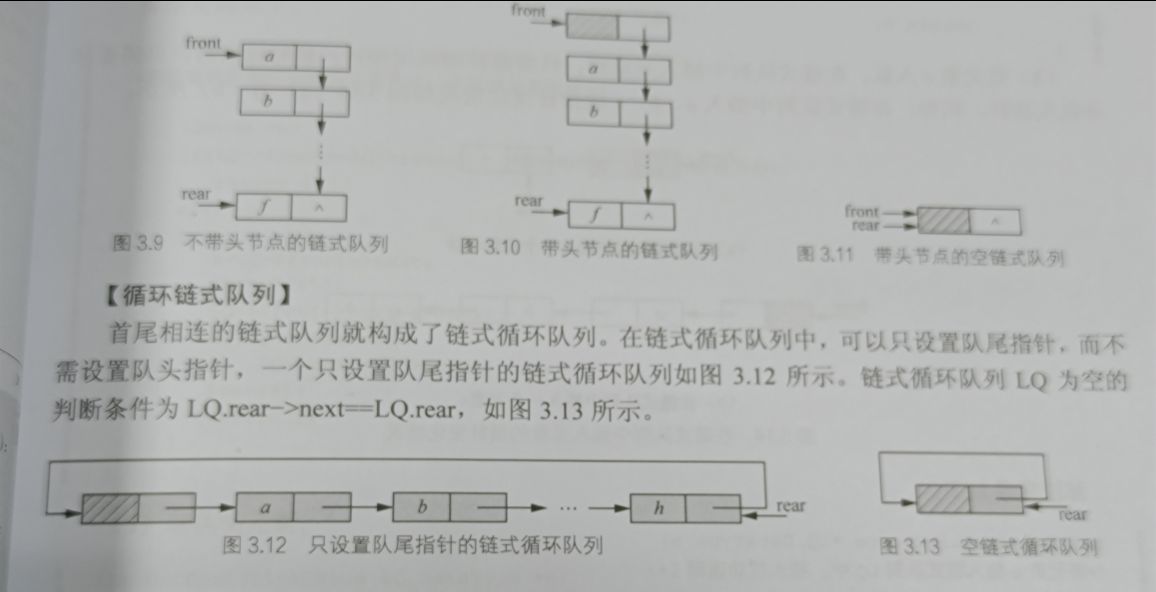 front
a
b
⋮
rear
f ^
图 3.9 不带头节点的链式队列
front
a
b
⋮
rear
f ^
图 3.10 带头节点的链式队列
front
rear
^
图 3.11 带头节点的空链式队列
【循环链式队列】
首尾相连的链式队列就构成了链式循环队列。在链式循环队列中，可以只设置队尾指针，而不
需设置队头指针，一个只设置队尾指针的链式循环队列如图 3.12 所示。链式循环队列 LQ 为空的
判断条件为 LQ.rear->next==LQ.rear，如图 3.13 所示。
a b … h rear
图 3.12 只设置队尾指针的链式循环队列
rear
图 3.13 空链式循环队列